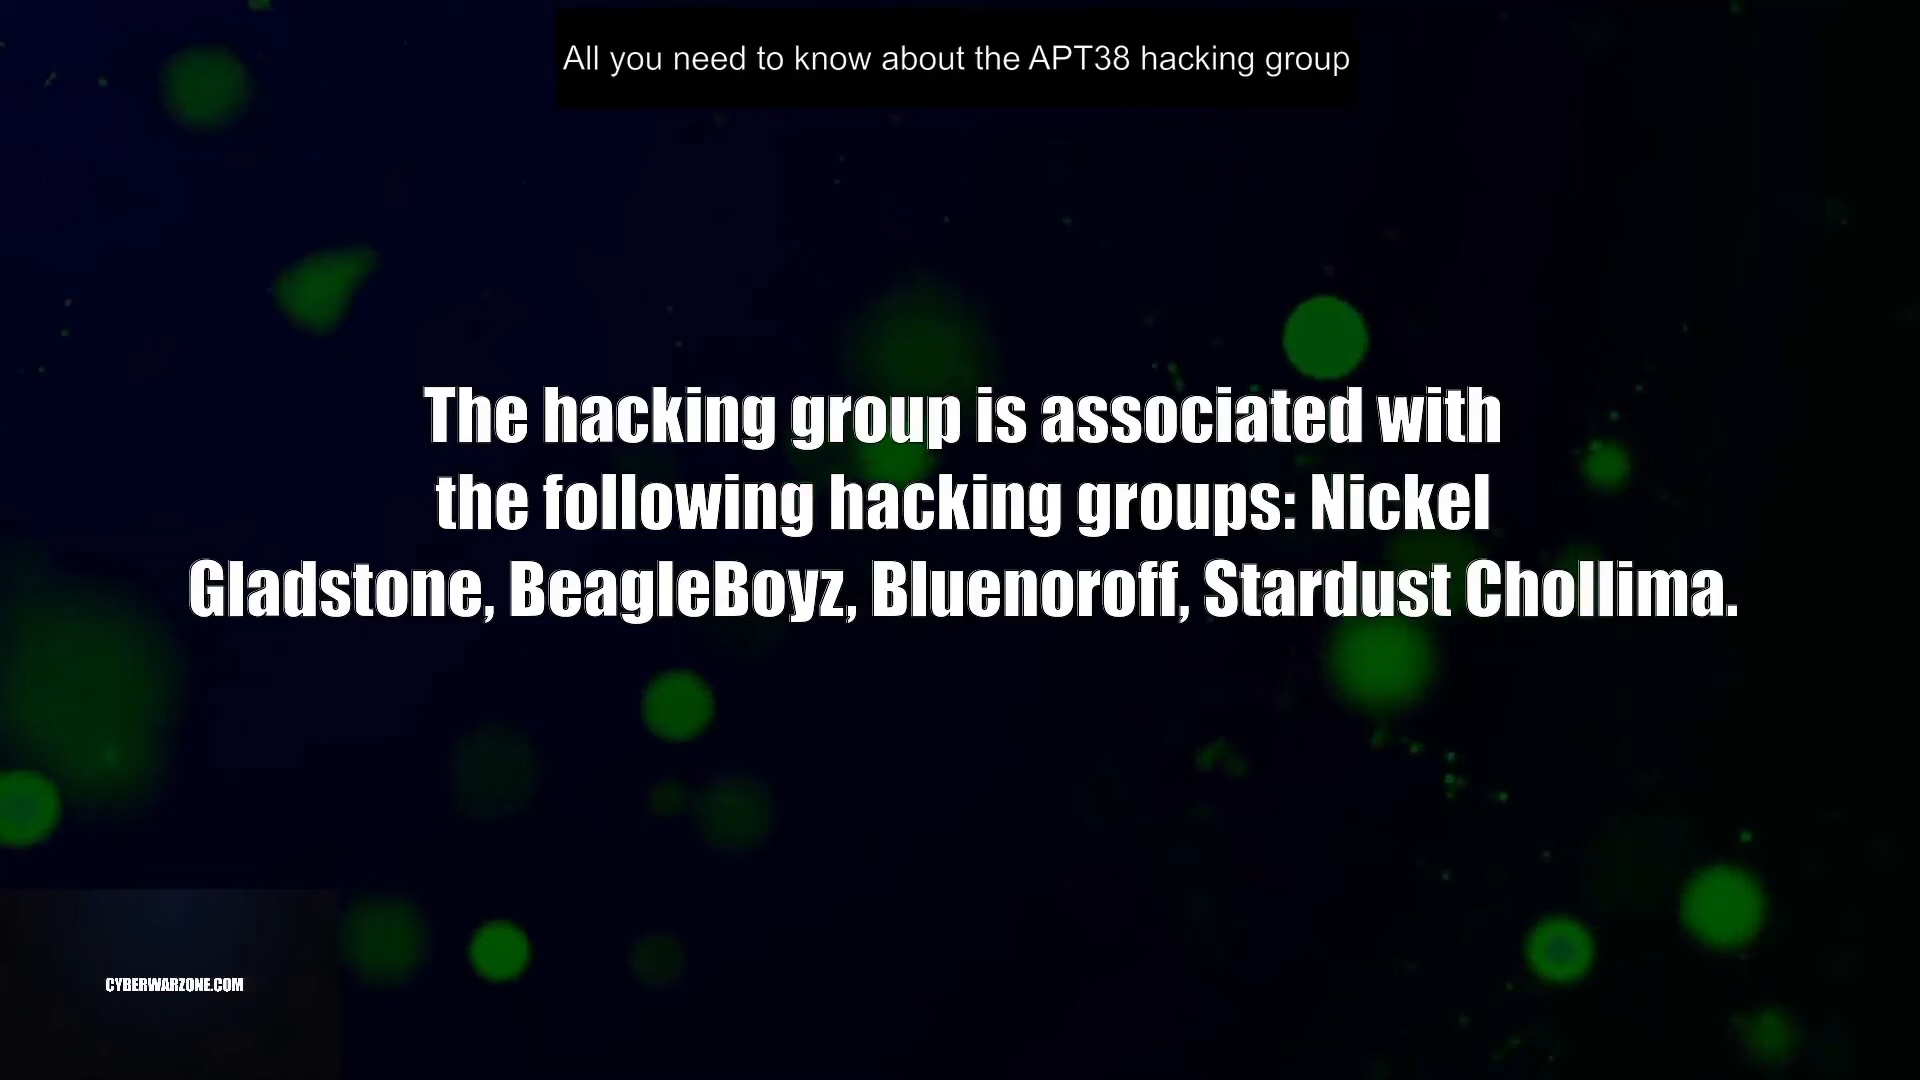 All you need to know about the APT38 hacking group
The hacking group is associated with
the following hacking groups: Nickel
Gladstone, BeagleBoyz, Bluenoroff, Stardust Chollima.
CYBERWARZONE.COM